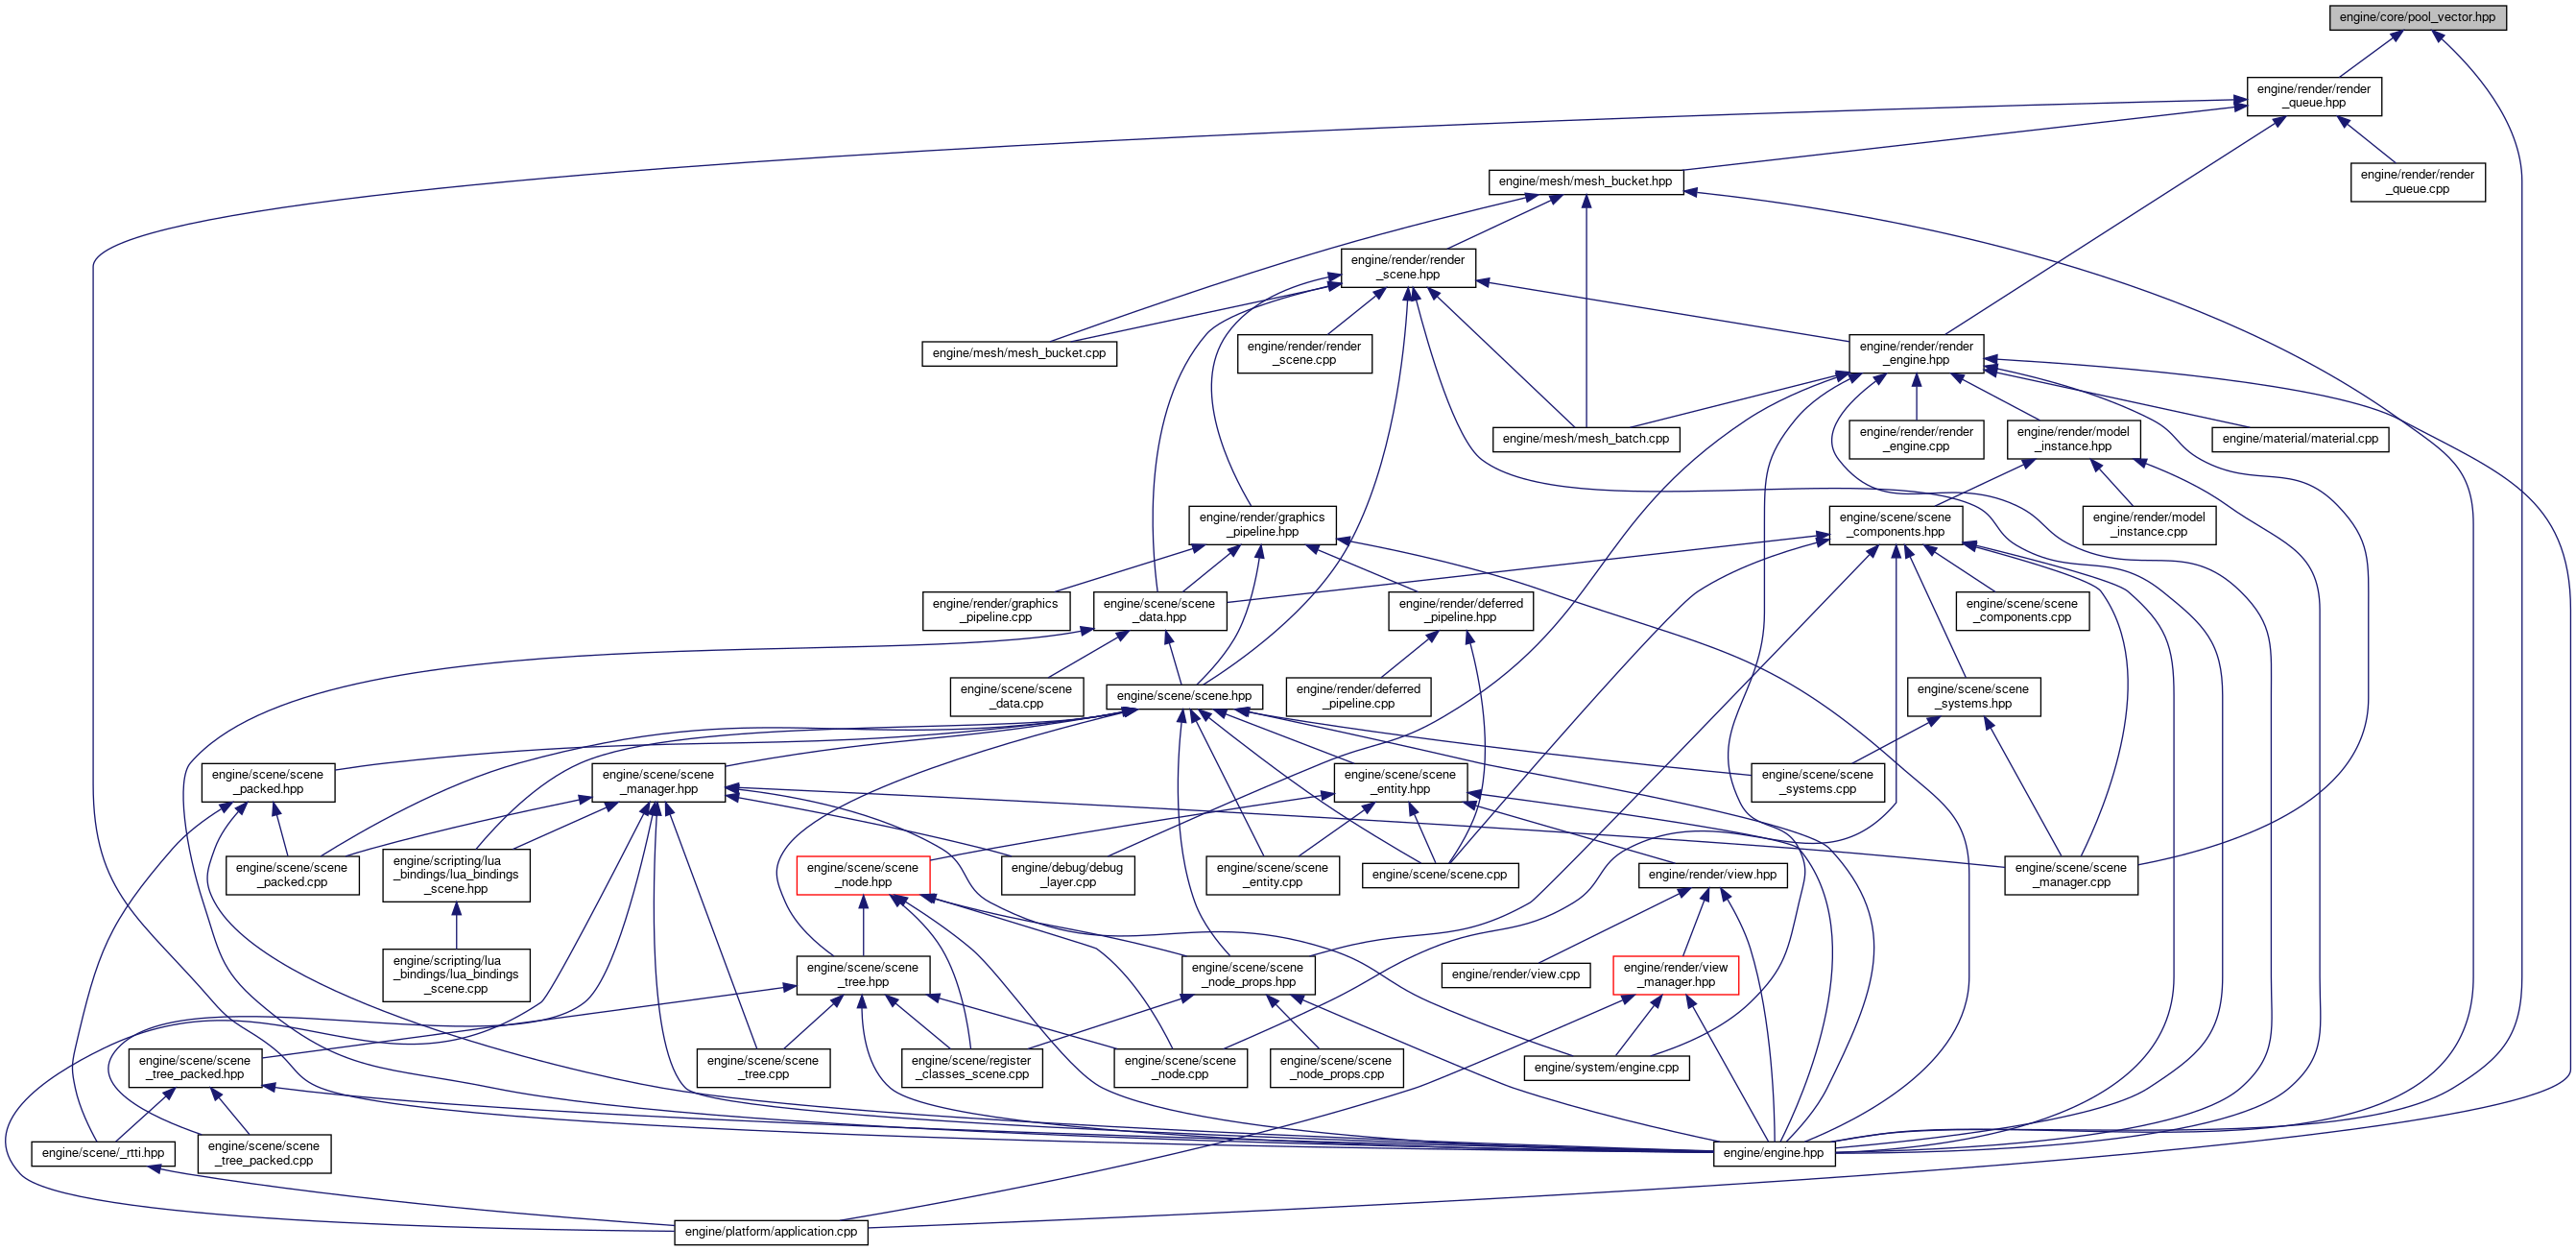 engine/core/pool_vector.hpp
engine/render/render
_queue.hpp
engine/mesh/mesh_bucket.hpp
engine/render/render
_queue.cpp
engine/render/render
_scene.hpp
engine/mesh/mesh_bucket.cpp
engine/render/render
_scene.cpp
engine/render/render
_engine.hpp
engine/mesh/mesh_batch.cpp
engine/render/render
_engine.cpp
engine/render/model
_instance.hpp
engine/material/material.cpp
engine/render/graphics
_pipeline.hpp
engine/scene/scene
_components.hpp
engine/render/model
_instance.cpp
engine/render/graphics
_pipeline.cpp
engine/scene/scene
_data.hpp
engine/render/deferred
_pipeline.hpp
engine/scene/scene
_components.cpp
engine/scene/scene
_data.cpp
engine/scene/scene.hpp
engine/render/deferred
_pipeline.cpp
engine/scene/scene
_systems.hpp
engine/scene/scene
_packed.hpp
engine/scene/scene
_manager.hpp
engine/scene/scene
_entity.hpp
engine/scene/scene
_systems.cpp
engine/scene/scene
_packed.cpp
engine/scripting/lua
_bindings/lua_bindings
_scene.hpp
engine/scene/scene
_node.hpp
engine/debug/debug
_layer.cpp
engine/scene/scene
_entity.cpp
engine/scene/scene.cpp
engine/render/view.hpp
engine/scene/scene
_manager.cpp
engine/scripting/lua
_bindings/lua_bindings
_scene.cpp
engine/scene/scene
_tree.hpp
engine/scene/scene
_node_props.hpp
engine/render/view.cpp
engine/render/view
_manager.hpp
engine/scene/scene
_tree_packed.hpp
engine/scene/scene
_tree.cpp
engine/scene/register
_classes_scene.cpp
engine/scene/scene
_node.cpp
engine/scene/scene
_node_props.cpp
engine/system/engine.cpp
engine/scene/_rtti.hpp
engine/scene/scene
_tree_packed.cpp
engine/engine.hpp
engine/platform/application.cpp